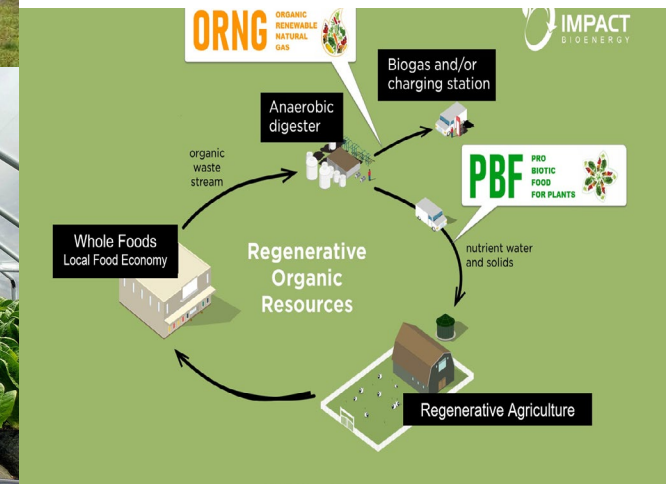 ORNG
ORGANIC
RENEWABLE
NATURAL
GAS
IMPACT
BIOENERGY
Biogas and/or
charging station
Anaerobic
digester
organic
waste
stream
PBF
PRO
BIOTIC
FOOD
FOR PLANTS
Whole Foods
Local Food Economy
Regenerative
Organic
Resources
nutrient water
and solids
Regenerative Agriculture